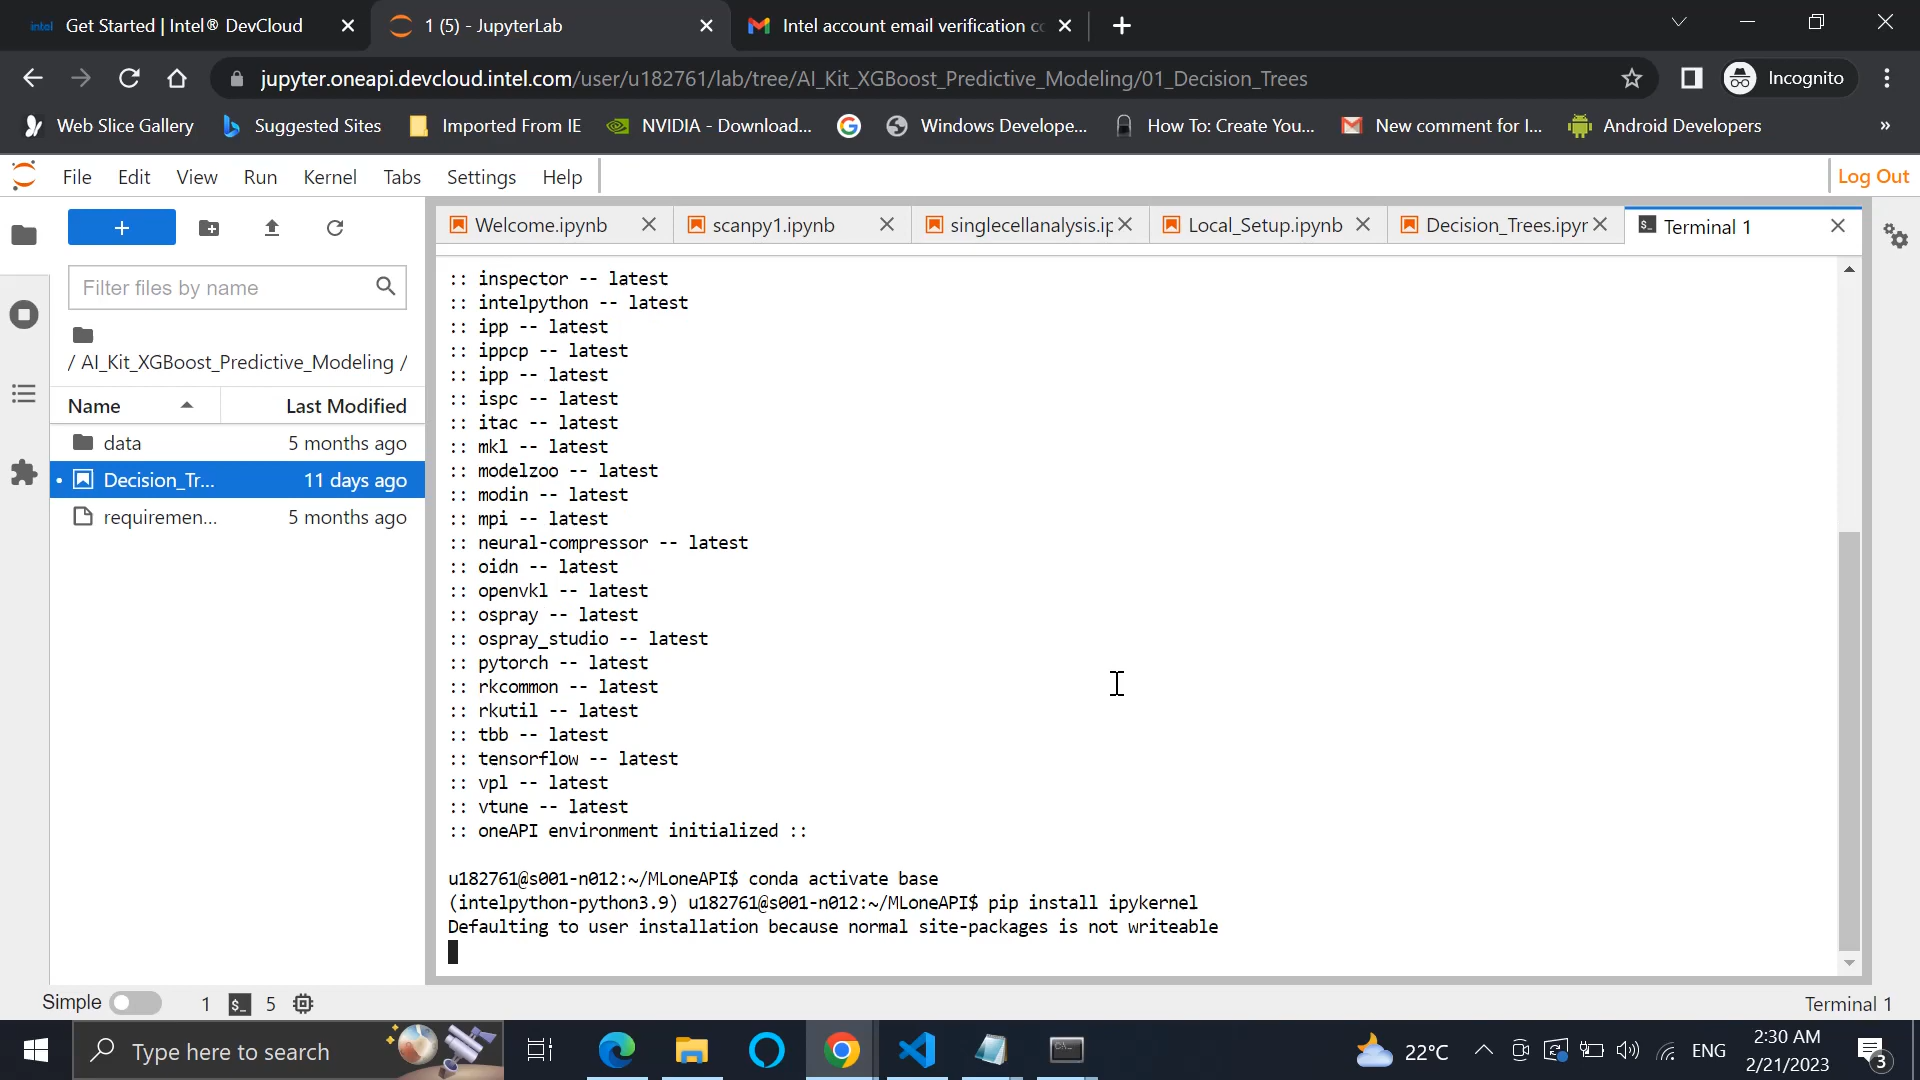 intel Get Started | Intel® DevCloud
1 (5) - JupyterLab
Intel account email verification co
jupyter.oneapi.devcloud.intel.com/user/u182761/lab/tree/AI_Kit_XGBoost_Predictive_Modeling/01_Decision_Trees
Incognito
Web Slice Gallery
Suggested Sites
Imported From IE
NVIDIA - Download...
Windows Develope...
How To: Create You...
New comment for I...
Android Developers
»
File Edit View Run Kernel Tabs Settings Help
Log Out
Welcome.ipynb
scanpy1.ipynb
singlecellanalysis.ip
Local_Setup.ipynb
Decision_Trees.ipyr
Terminal 1
Filter files by name
/ AI_Kit_XGBoost_Predictive_Modeling /
Name Last Modified
data 5 months ago
Decision_Tr... 11 days ago
requiremen... 5 months ago
:: inspector -- latest
:: intelpython -- latest
:: ipp -- latest
:: ippcp -- latest
:: ipp -- latest
:: ispc -- latest
:: itac -- latest
:: mkl -- latest
:: modelzoo -- latest
:: modin -- latest
:: mpi -- latest
:: neural-compressor -- latest
:: oidn -- latest
:: openvkl -- latest
:: ospray -- latest
:: ospray_studio -- latest
:: pytorch -- latest
:: rkcommon -- latest
:: rkutil -- latest
:: tbb -- latest
:: tensorflow -- latest
:: vpl -- latest
:: vtune -- latest
:: oneAPI environment initialized ::
u182761@s001-n012:~/MLoneAPI$ conda activate base
(intelpython-python3.9) u182761@s001-n012:~/MLoneAPI$ pip install ipykernel
Defaulting to user installation because normal site-packages is not writeable
Simple 1 $_ 5
Terminal 1
Type here to search
22°C
ENG
2:30 AM
2/21/2023
3